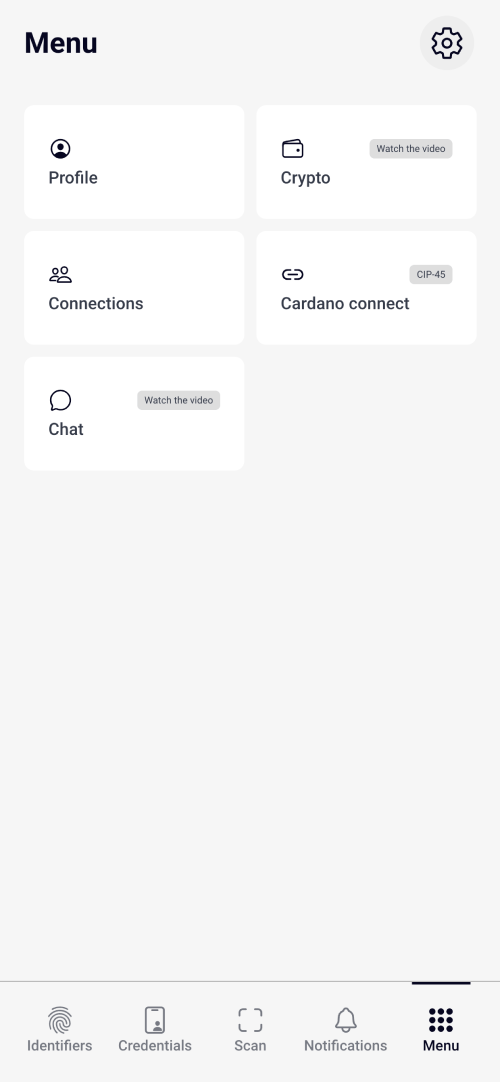 Menu
Profile
Watch the video
Crypto
Connections
CIP-45
Cardano connect
Watch the video
Chat
Identifiers
Credentials
Scan
Notifications
Menu